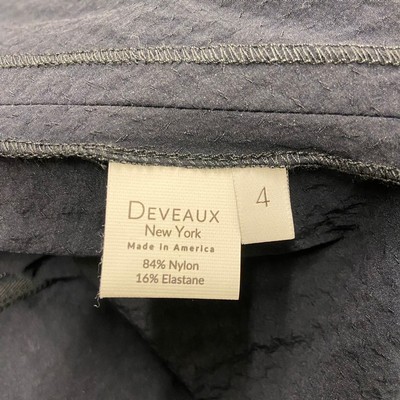 DEVEAUX
New York
Made in America
84% Nylon
16% Elastane
4